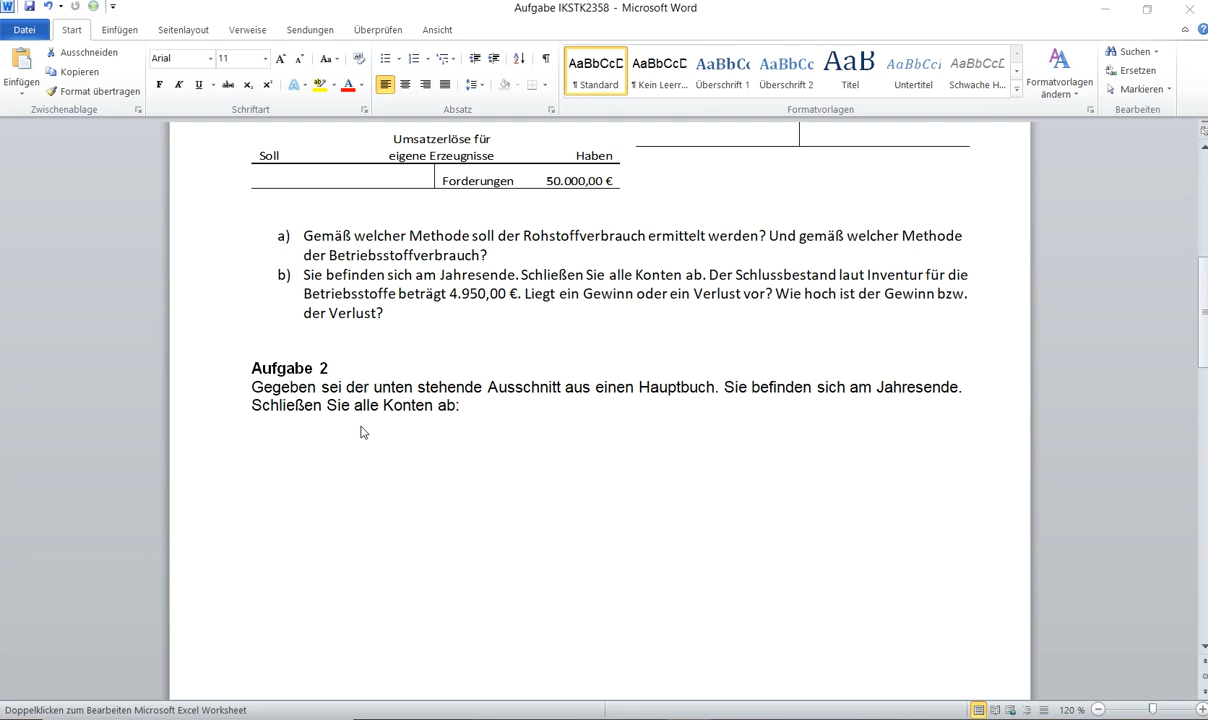 Aufgabe IKSTK2358 - Microsoft Word
Datei Start Einfügen Seitenlayout Verweise Sendungen Überprüfen Ansicht
Einfügen
Ausschneiden
Kopieren
Format übertragen
Zwischenablage
Arial 11
F K U abc x₂ x² A ab A
Aa
Schriftart
Absatz
AaBbCcD AaBbCcD AaBbCc AaBbCc AaB AaBbCcI AaBbCcD
¶ Standard ¶ Kein Leerr... Überschrift 1 Überschrift 2 Titel Untertitel Schwache H...
Formatvorlagen
ändern
Formatvorlagen
Suchen
Ersetzen
Markieren
Bearbeiten
Umsatzerlöse für
Soll eigene Erzeugnisse Haben
Forderungen 50.000,00 €
a) Gemäß welcher Methode soll der Rohstoffverbrauch ermittelt werden? Und gemäß welcher Methode
der Betriebsstoffverbrauch?
b) Sie befinden sich am Jahresende. Schließen Sie alle Konten ab. Der Schlussbestand laut Inventur für die
Betriebsstoffe beträgt 4.950,00 €. Liegt ein Gewinn oder ein Verlust vor? Wie hoch ist der Gewinn bzw.
der Verlust?
Aufgabe 2
Gegeben sei der unten stehende Ausschnitt aus einen Hauptbuch. Sie befinden sich am Jahresende.
Schließen Sie alle Konten ab:
Doppelklicken zum Bearbeiten Microsoft Excel Worksheet
120 %